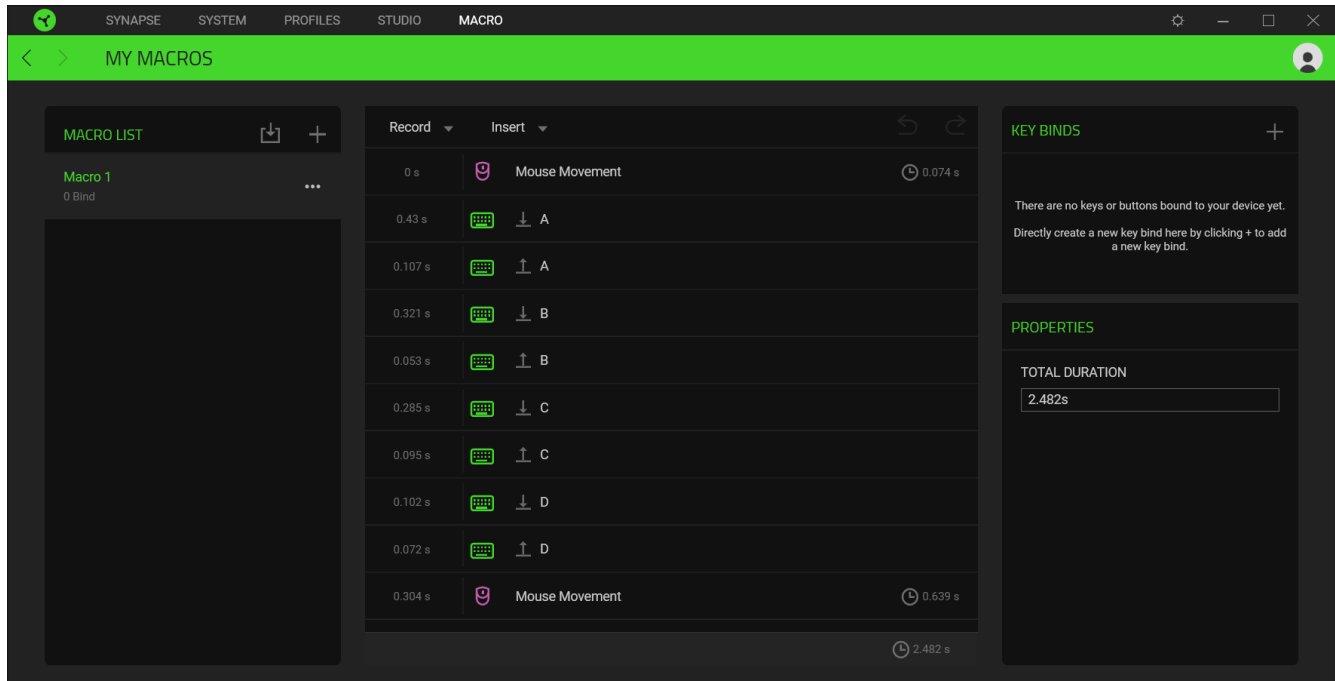 SYNAPSE SYSTEM PROFILES STUDIO MACRO
MY MACROS
MACRO LIST
Macro 1
0 Bind
Record Insert
0 s Mouse Movement 0.074 s
0.43 s A
0.107 s A
0.321 s B
0.053 s B
0.285 s C
0.095 s C
0.102 s D
0.072 s D
0.304 s Mouse Movement 0.639 s
2.482 s
KEY BINDS
There are no keys or buttons bound to your device yet.
Directly create a new key bind here by clicking + to add
a new key bind.
PROPERTIES
TOTAL DURATION
2.482s